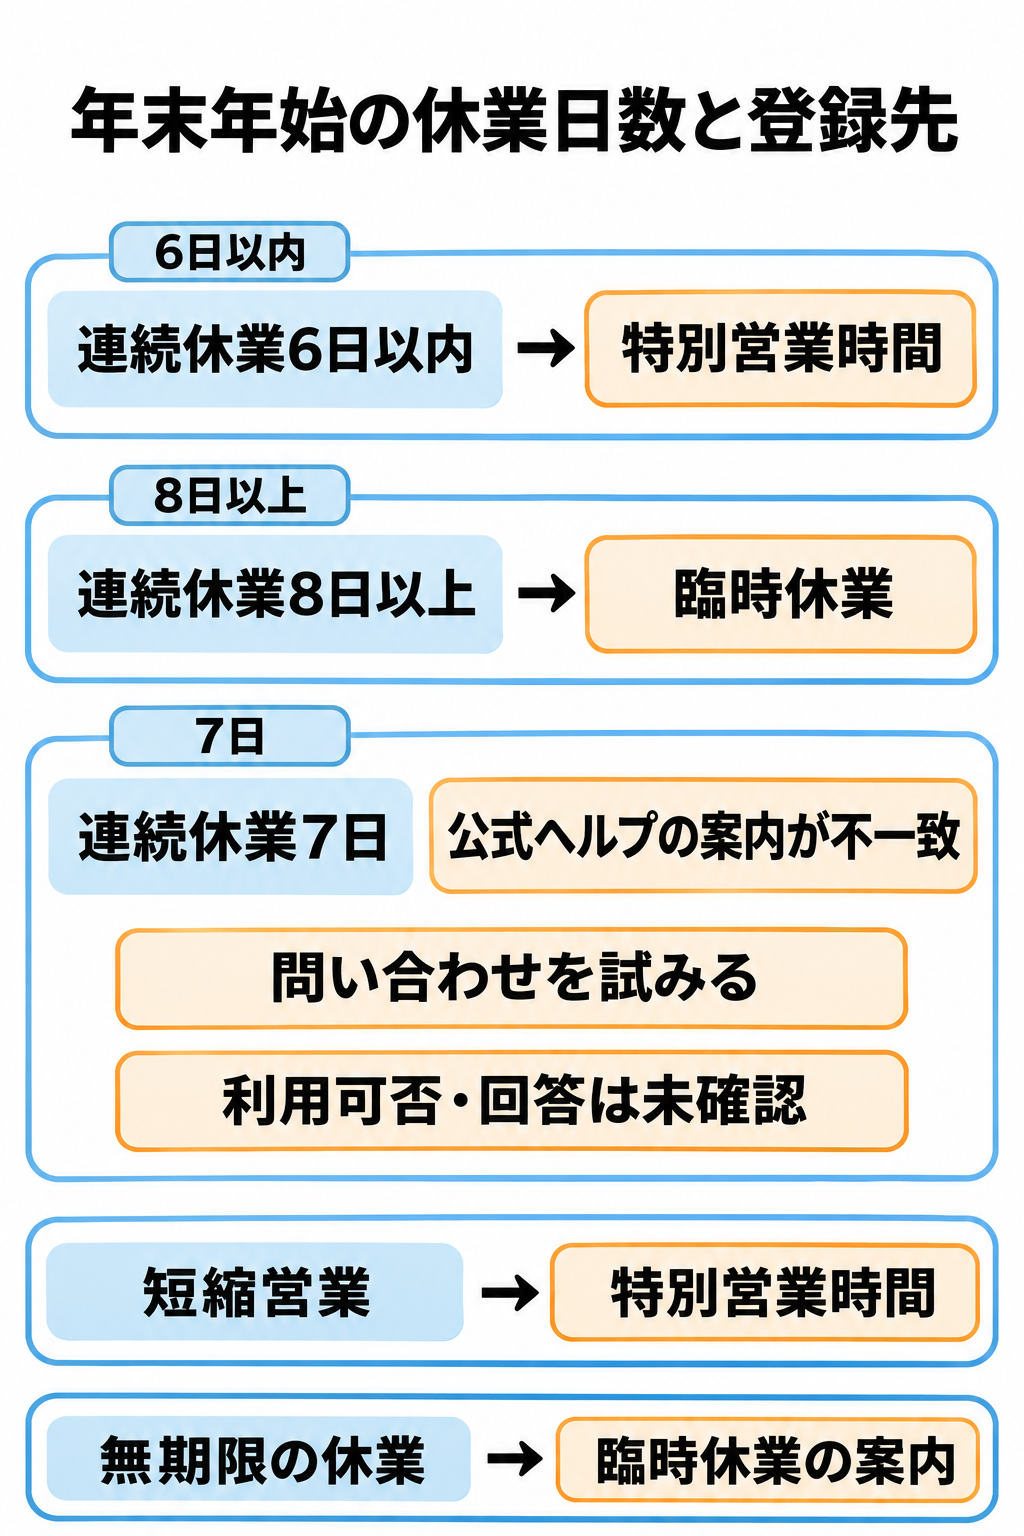 年末年始の休業日数と登録先
6日以内
連続休業6日以内 → 特別営業時間
8日以上
連続休業8日以上 → 臨時休業
7日
連続休業7日 公式ヘルプの案内が不一致
問い合わせを試みる
利用可否・回答は未確認
短縮営業 → 特別営業時間
無期限の休業 → 臨時休業の案内